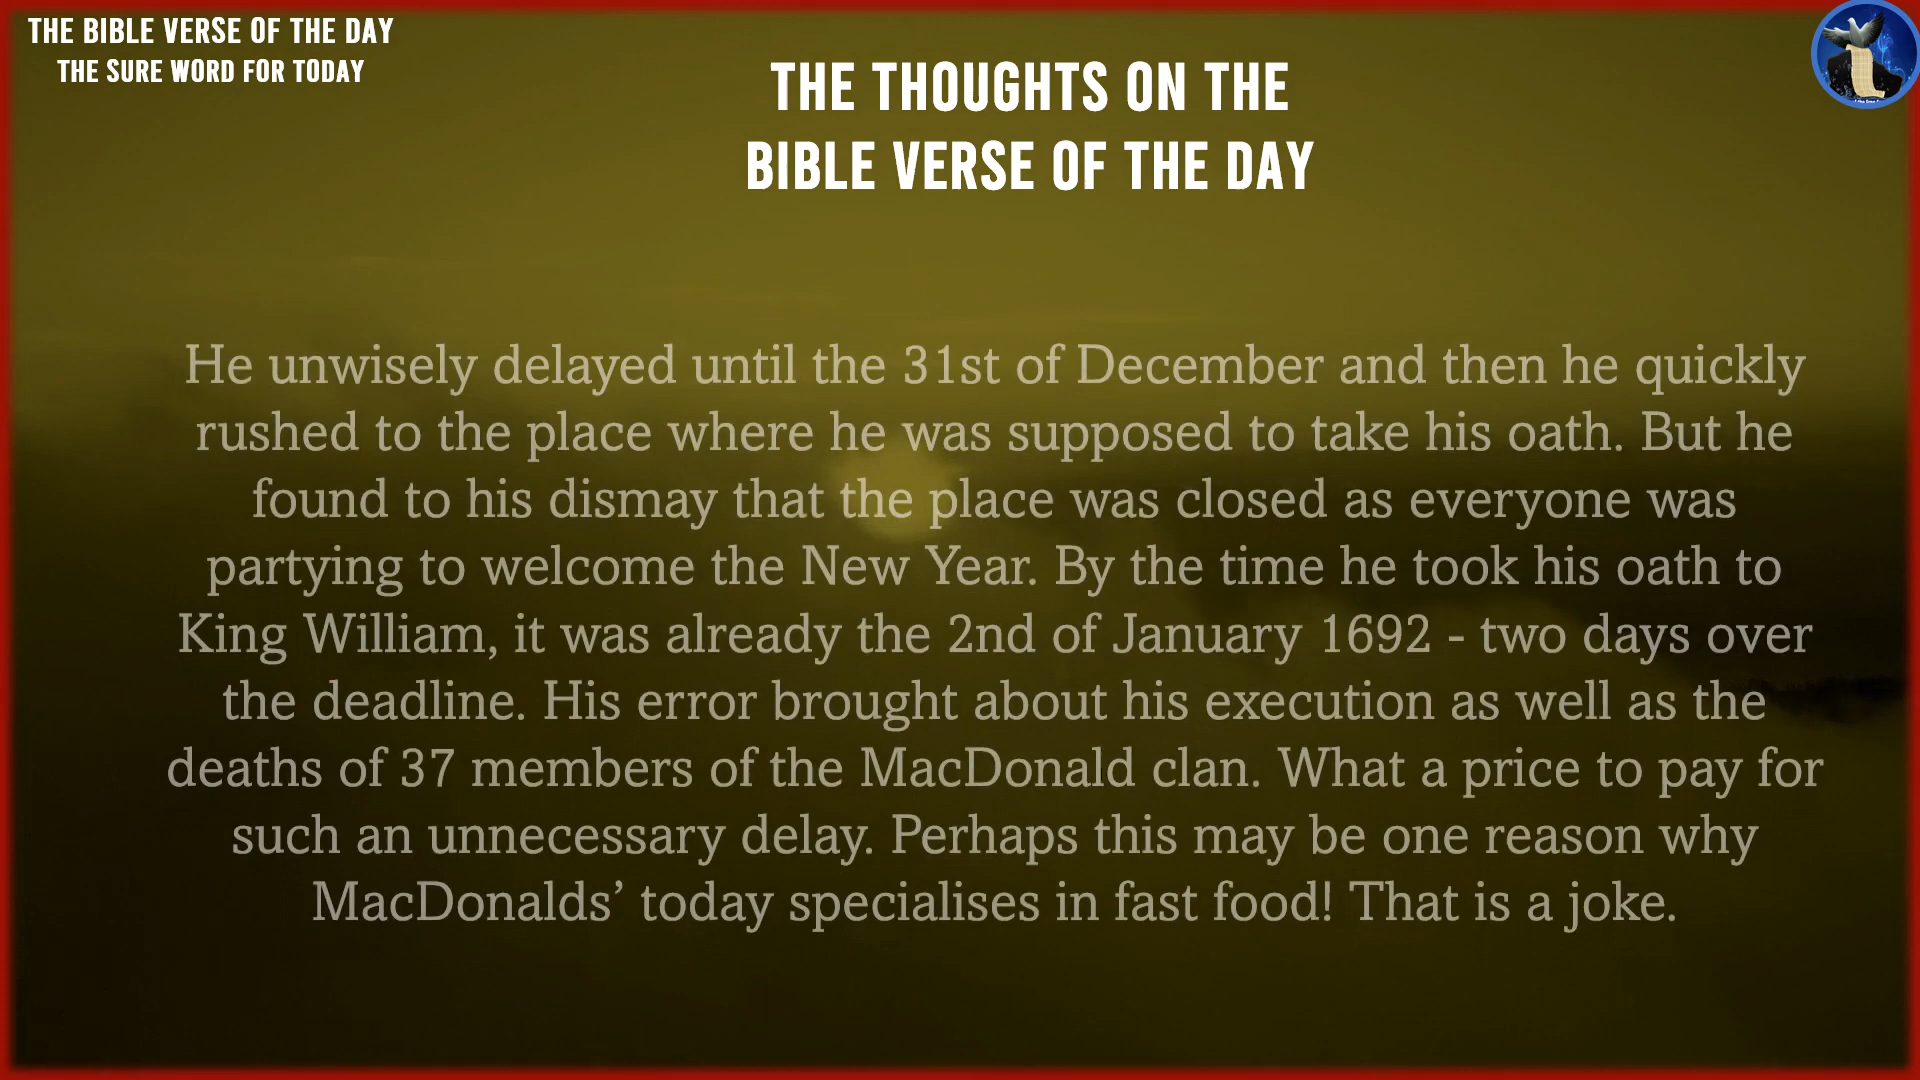 THE BIBLE VERSE OF THE DAY
THE SURE WORD FOR TODAY
THE THOUGHTS ON THE
BIBLE VERSE OF THE DAY
He unwisely delayed until the 31st of December and then he quickly
rushed to the place where he was supposed to take his oath. But he
found to his dismay that the place was closed as everyone was
partying to welcome the New Year. By the time he took his oath to
King William, it was already the 2nd of January 1692 - two days over
the deadline. His error brought about his execution as well as the
deaths of 37 members of the MacDonald clan. What a price to pay for
such an unnecessary delay. Perhaps this may be one reason why
MacDonalds’ today specialises in fast food! That is a joke.